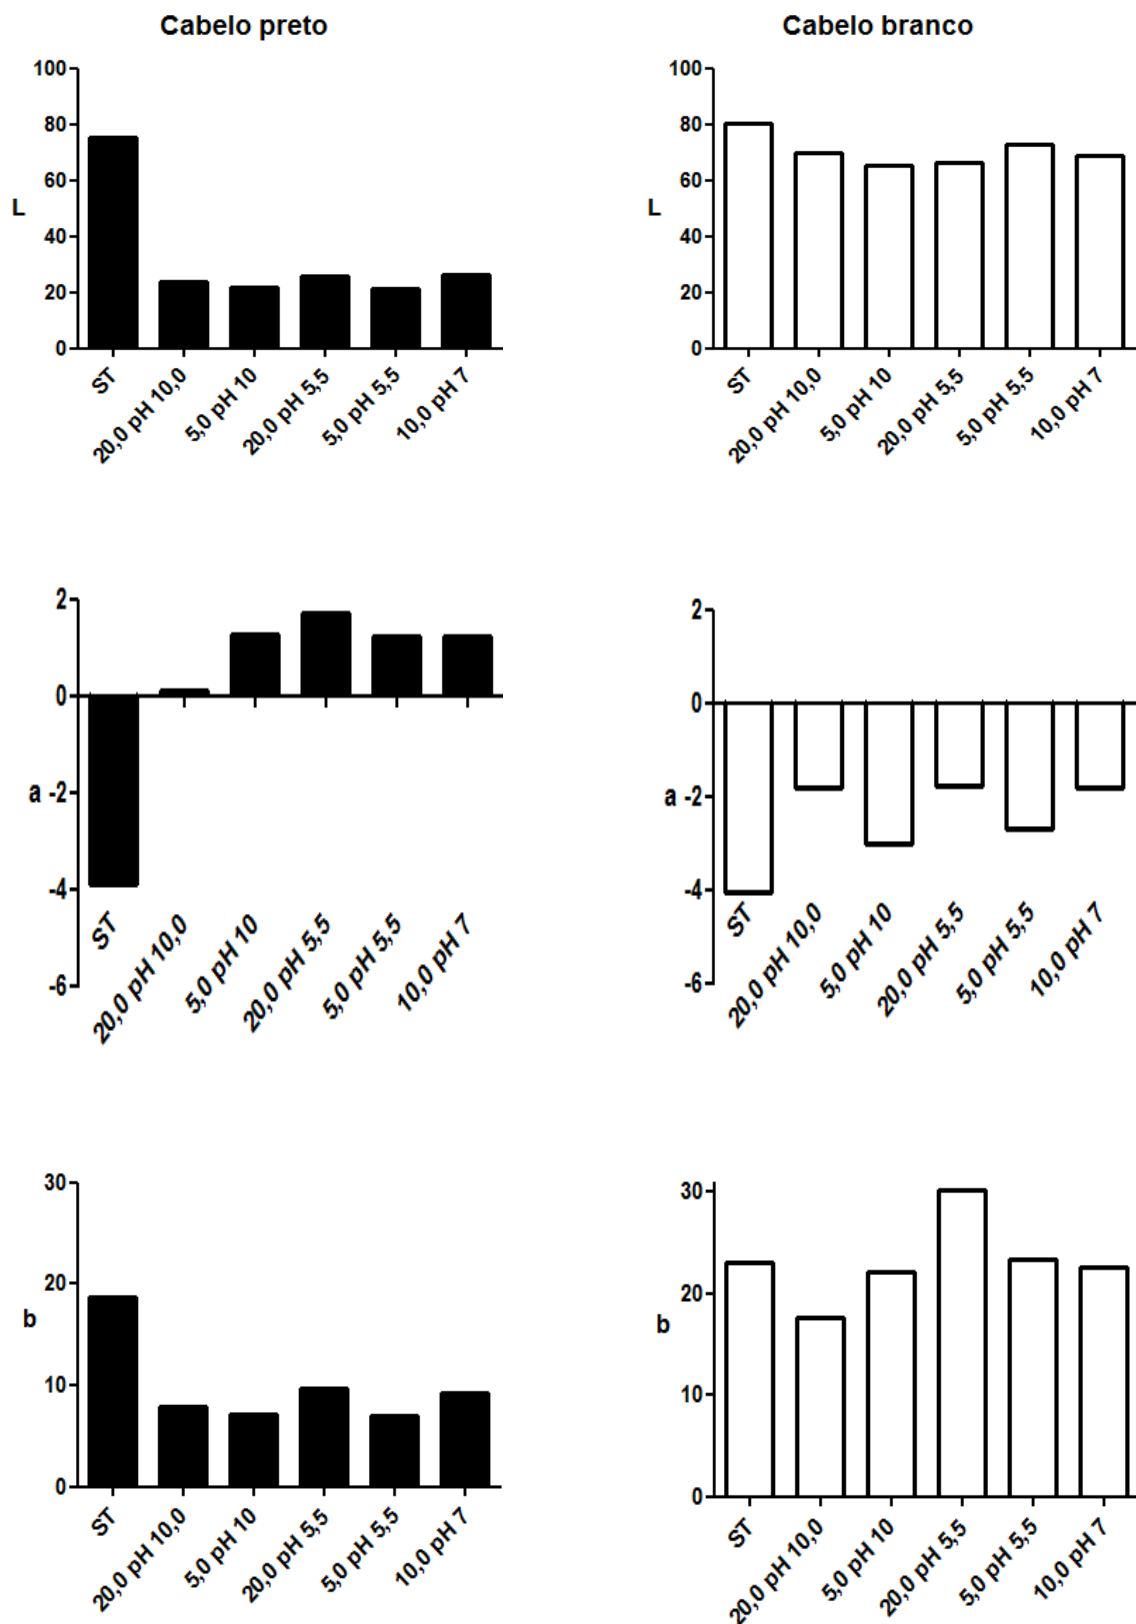 Cabelo preto
100
80
60
L
40
20
0
ST
20,0 pH 10,0
5,0 pH 10
20,0 pH 5,5
5,0 pH 5,5
10,0 pH 7
Cabelo branco
100
80
60
L
40
20
0
ST
20,0 pH 10,0
5,0 pH 10
20,0 pH 5,5
5,0 pH 5,5
10,0 pH 7
2
0
a -2
-4
-6
ST
20,0 pH 10,0
5,0 pH 10
20,0 pH 5,5
5,0 pH 5,5
10,0 pH 7
2
0
a -2
-4
-6
ST
20,0 pH 10,0
5,0 pH 10
20,0 pH 5,5
5,0 pH 5,5
10,0 pH 7
30
20
b
10
0
ST
20,0 pH 10,0
5,0 pH 10
20,0 pH 5,5
5,0 pH 5,5
10,0 pH 7
30
20
b
10
0
ST
20,0 pH 10,0
5,0 pH 10
20,0 pH 5,5
5,0 pH 5,5
10,0 pH 7